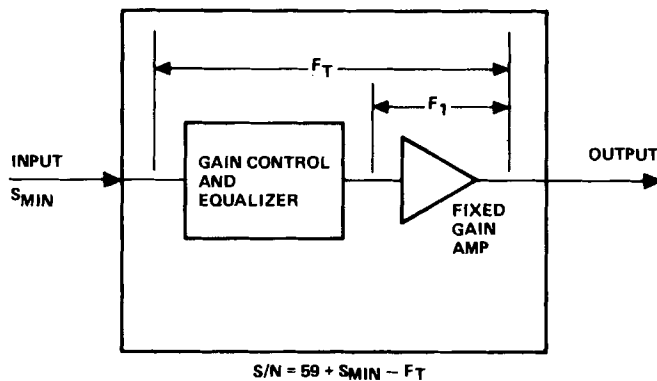 F_T
F_1
INPUT
S_MIN
GAIN CONTROL
AND
EQUALIZER
OUTPUT
FIXED
GAIN
AMP
S/N = 59 + S_MIN − F_T